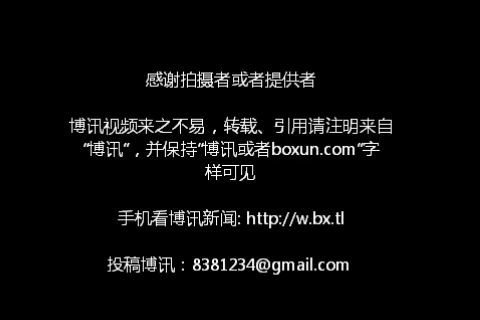 感谢拍摄者或者提供者
博讯视频来之不易，转载、引用请注明来自
“博讯”，并保持“博讯或者boxun.com”字
样可见
手机看博讯新闻: http://w.bx.tl
投稿博讯：8381234@gmail.com